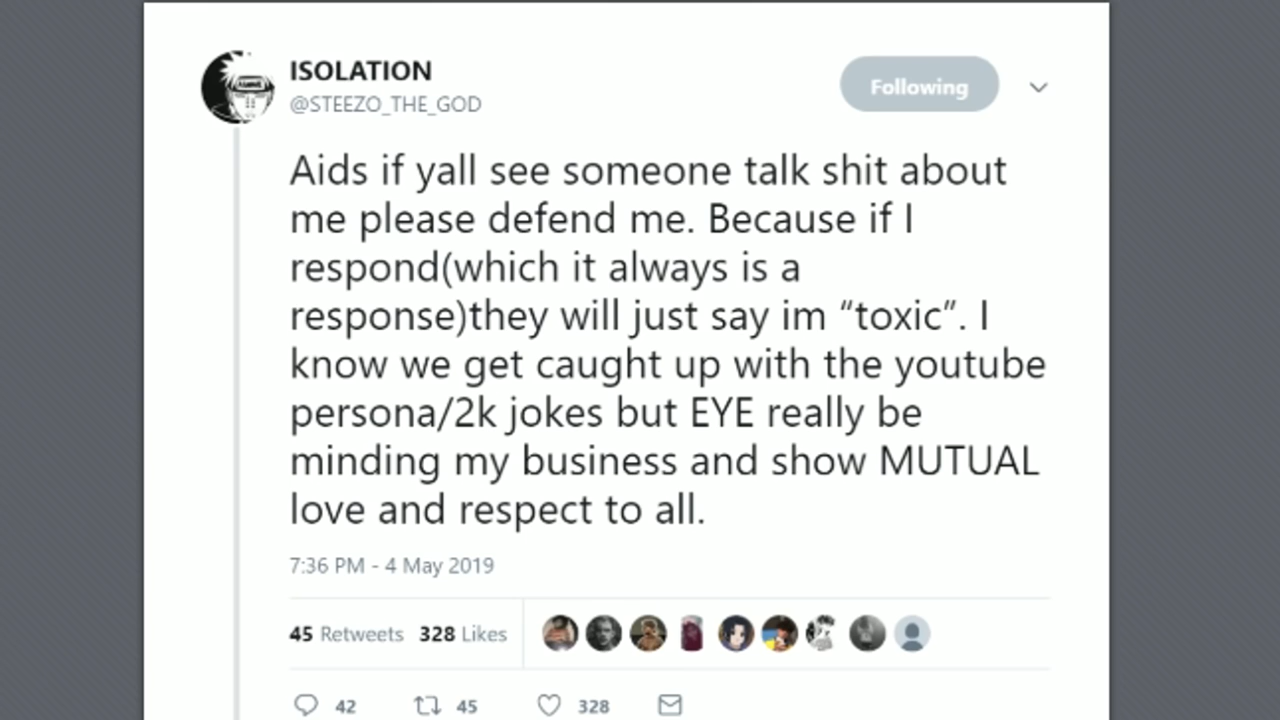 ISOLATION
@STEEZO_THE_GOD
Following
Aids if yall see someone talk shit about
me please defend me. Because if I
respond(which it always is a
response)they will just say im “toxic”. I
know we get caught up with the youtube
persona/2k jokes but EYE really be
minding my business and show MUTUAL
love and respect to all.
7:36 PM - 4 May 2019
45 Retweets 328 Likes
42 45 328